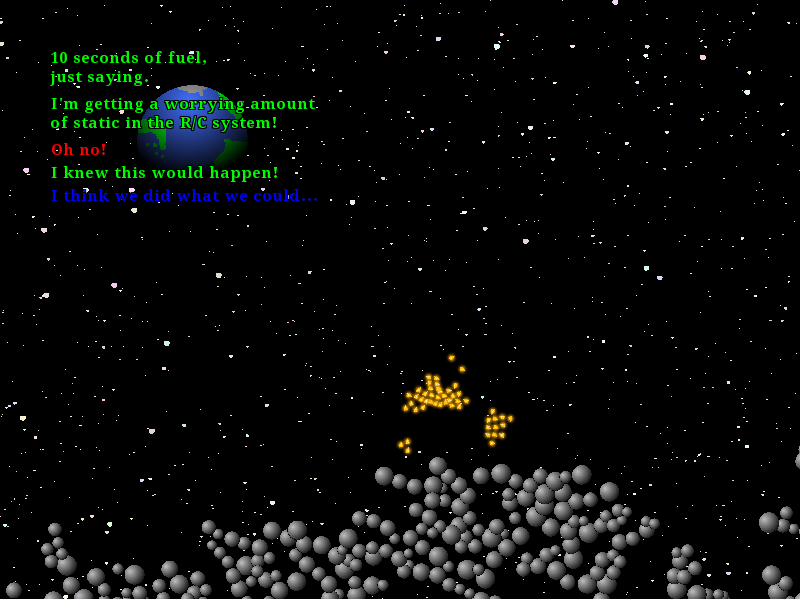 10 seconds of fuel,
just saying.
I'm getting a worrying amount
of static in the R/C system!
Oh no!
I knew this would happen!
I think we did what we could...